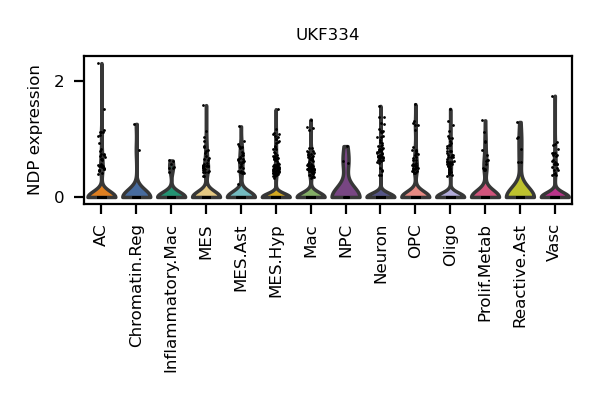 UKF334
NDP expression
2
0
AC
Chromatin.Reg
Inflammatory.Mac
MES
MES.Ast
MES.Hyp
Mac
NPC
Neuron
OPC
Oligo
Prolif.Metab
Reactive.Ast
Vasc